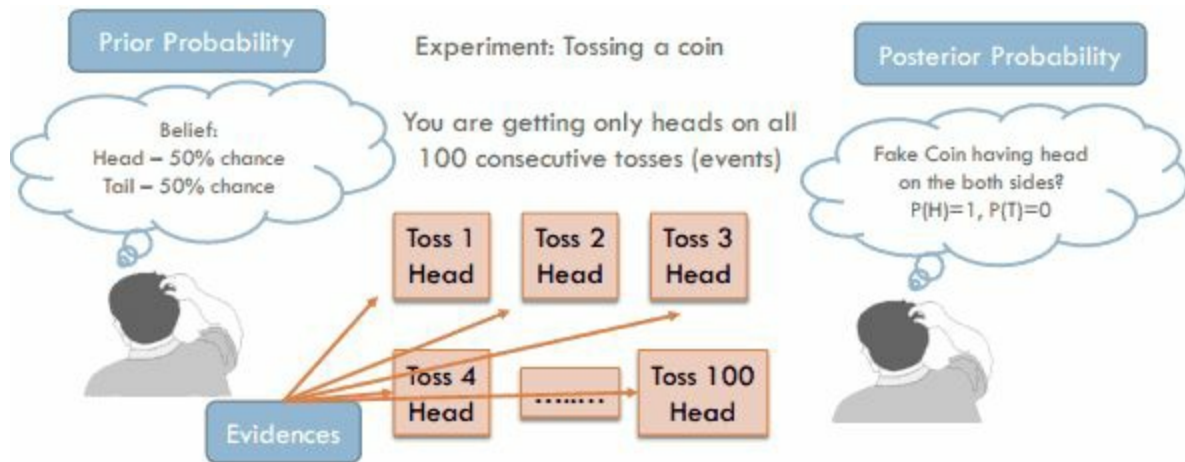 Prior Probability
Experiment: Tossing a coin
Posterior Probability
Belief:
Head – 50% chance
Tail – 50% chance
You are getting only heads on all
100 consecutive tosses (events)
Fake Coin having head
on the both sides?
P(H)=1, P(T)=0
Toss 1
Head
Toss 2
Head
Toss 3
Head
Toss 4
Head
........
Toss 100
Head
Evidences